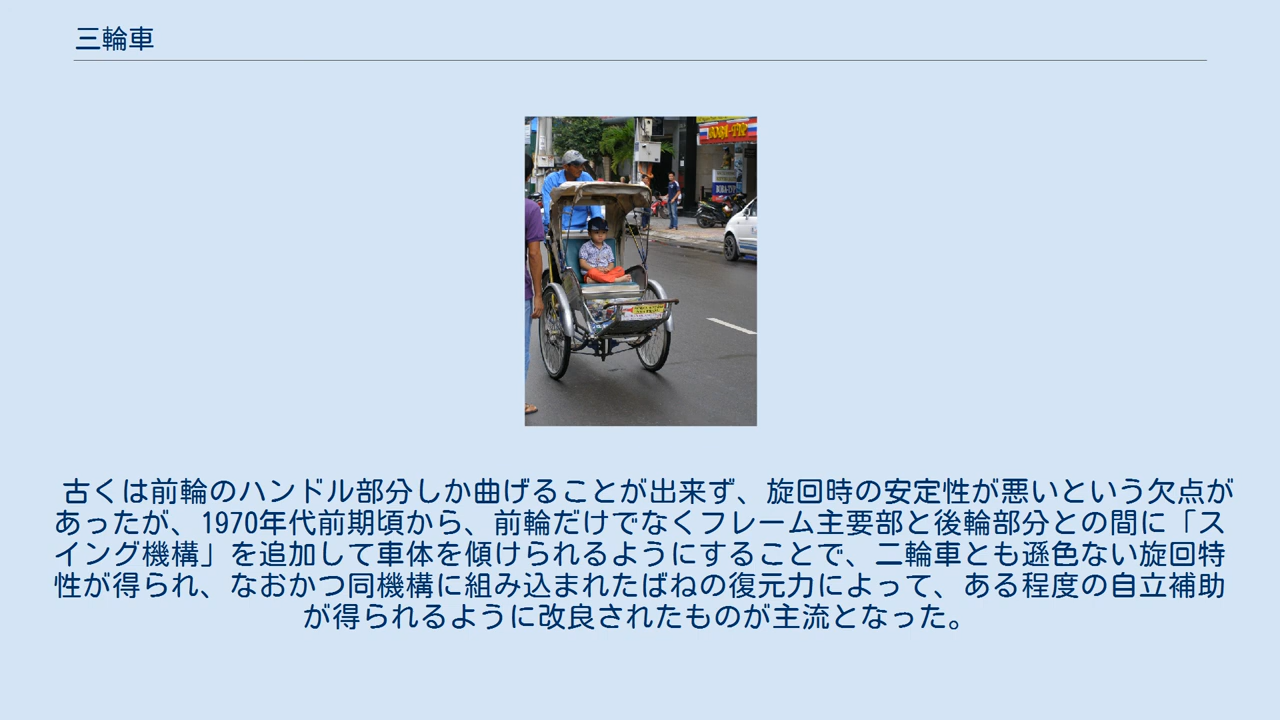 三輪車
古くは前輪のハンドル部分しか曲げることが出来ず、旋回時の安定性が悪いという欠点が
あったが、1970年代前期頃から、前輪だけでなくフレーム主要部と後輪部分との間に「ス
イング機構」を追加して車体を傾けられるようにすることで、二輪車とも遜色ない旋回特
性が得られ、なおかつ同機構に組み込まれたばねの復元力によって、ある程度の自立補助
が得られるように改良されたものが主流となった。